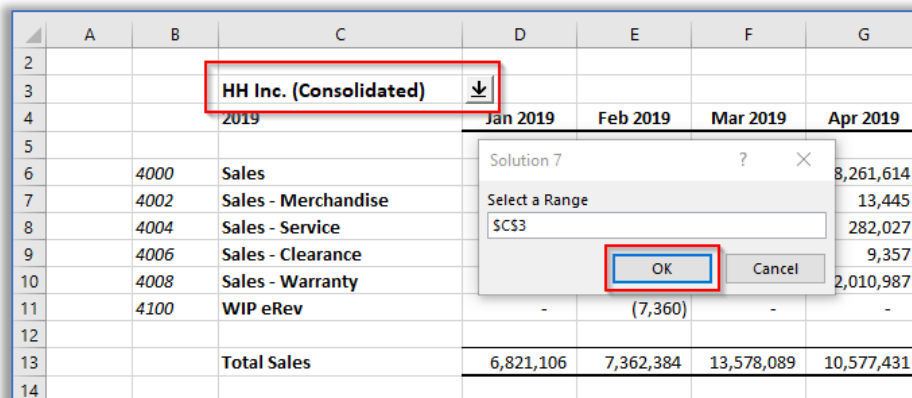 A B C D E F G
2
3 HH Inc. (Consolidated)
4 2019 Jan 2019 Feb 2019 Mar 2019 Apr 2019
5 Solution 7 ?
6 4000 Sales 8,261,614
7 4002 Sales - Merchandise Select a Range 13,445
8 4004 Sales - Service $C$3 282,027
9 4006 Sales - Clearance OK Cancel 9,357
10 4008 Sales - Warranty 2,010,987
11 4100 WIP eRev - (7,360) - -
12
13 Total Sales 6,821,106 7,362,384 13,578,089 10,577,431
14